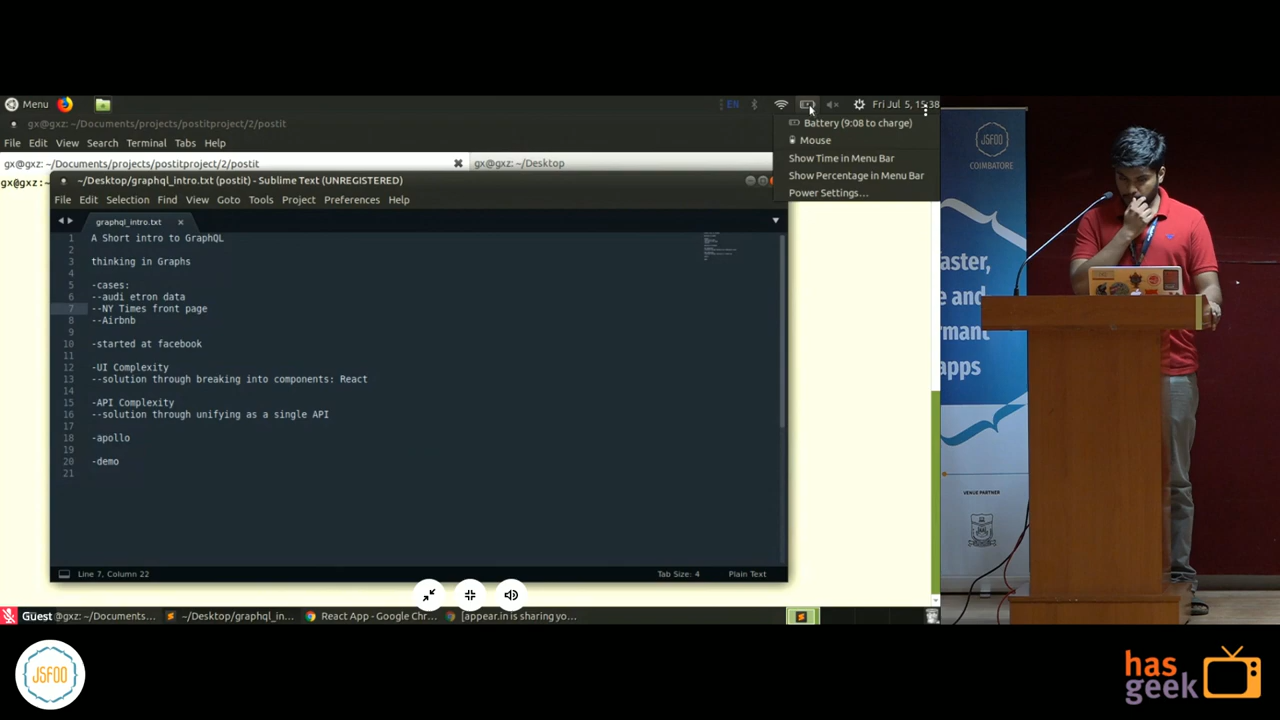 Menu
EN
Fri Jul 5, 15:38
gx@gxz: ~/Documents/projects/postitproject/2/postit
File Edit View Search Terminal Tabs Help
gx@gxz: ~/Documents/projects/postitproject/2/postit
gx@gxz: ~/Desktop
gx@gxz:~
Battery (9:08 to charge)
Mouse
Show Time in Menu Bar
Show Percentage in Menu Bar
Power Settings…
~/Desktop/graphql_intro.txt (postit) - Sublime Text (UNREGISTERED)
File Edit Selection Find View Goto Tools Project Preferences Help
graphql_intro.txt
1 A Short intro to GraphQL
2
3 thinking in Graphs
4
5 -cases:
6 --audi etron data
7 --NY Times front page
8 --Airbnb
9
10 -started at facebook
11
12 -UI Complexity
13 --solution through breaking into components: React
14
15 -API Complexity
16 --solution through unifying as a single API
17
18 -apollo
19
20 -demo
21
Line 7, Column 22
Tab Size: 4
Plain Text
Guest
@gxz: ~/Documents…
~/Desktop/graphql_in…
React App - Google Chr…
[appear.in is sharing yo…
JSFOO
COIMBATORE
aster,
e and
rmant
apps
VENUE PARTNER
JSFOO
has
geek